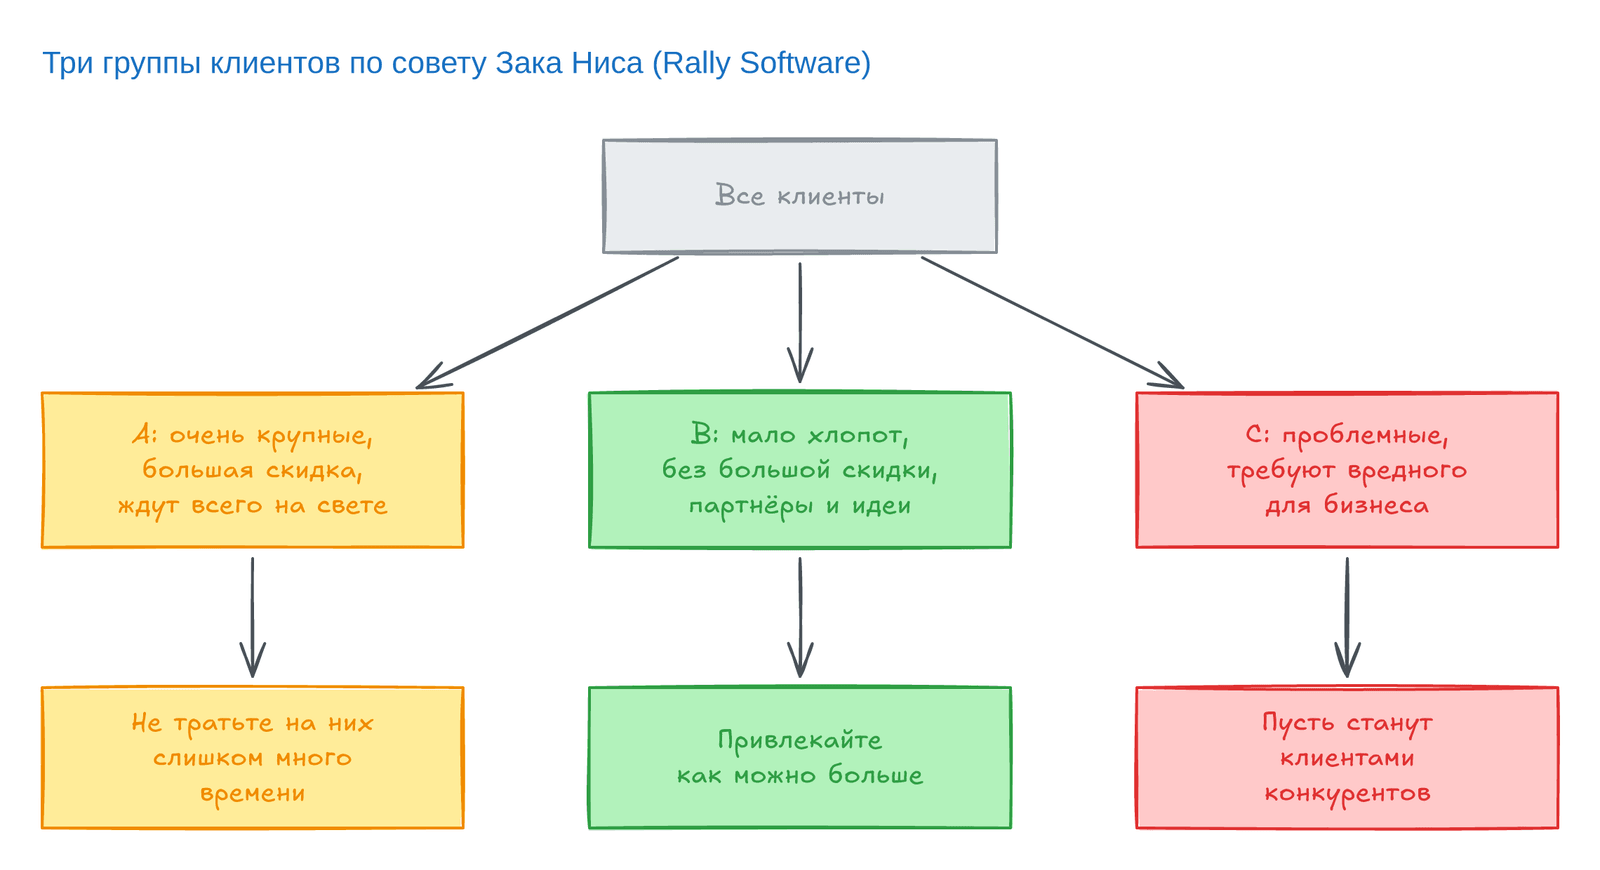 Три группы клиентов по совету Зака Ниса (Rally Software)
Все клиенты
A: очень крупные,
большая скидка,
ждут всего на свете
B: мало хлопот,
без большой скидки,
партнёры и идеи
C: проблемные,
требуют вредного
для бизнеса
Не тратьте на них
слишком много
времени
Привлекайте
как можно больше
Пусть станут
клиентами
конкурентов